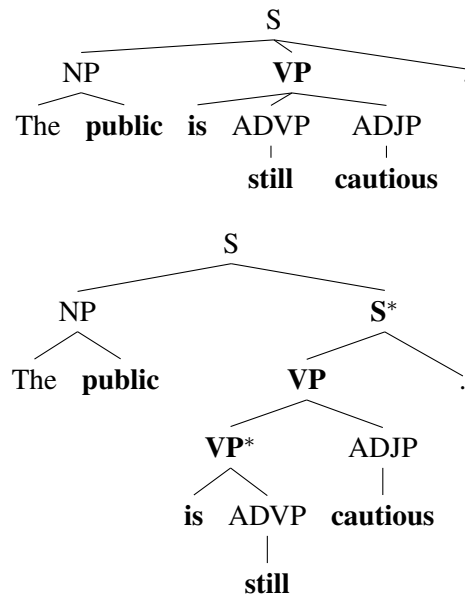 S
NP VP .
The public is ADVP ADJP
still cautious
S
NP S*
The public VP .
VP* ADJP
is ADVP cautious
still